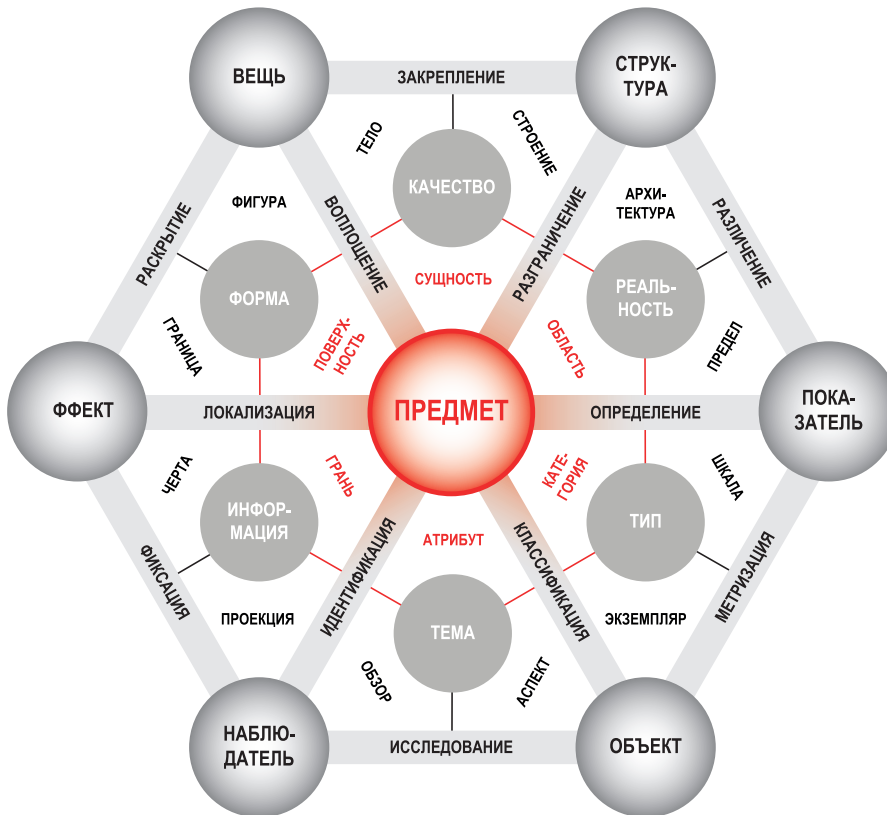 ВЕЩЬ
ЗАКРЕПЛЕНИЕ
СТРУК-
ТУРА
ТЕЛО
СТРОЕНИЕ
КАЧЕСТВО
ФИГУРА
АРХИ-
ТЕКТУРА
РАСКРЫТИЕ
ВОПЛОЩЕНИЕ
РАЗГРАНИЧЕНИЕ
РАЗЛИЧЕНИЕ
СУЩНОСТЬ
ФОРМА
РЕАЛЬ-
НОСТЬ
ГРАНИЦА
ПОВЕРХ-
НОСТЬ
ОБЛАСТЬ
ПРЕДЕЛ
ФФЕКТ
ЛОКАЛИЗАЦИЯ
ПРЕДМЕТ
ОПРЕДЕЛЕНИЕ
ПОКА-
ЗАТЕЛЬ
ЧЕРТА
ГРАНЬ
КАТЕ-
ГОРИЯ
ШКАЛА
ИНФОР-
МАЦИЯ
ТИП
АТРИБУТ
ФИКСАЦИЯ
ИДЕНТИФИКАЦИЯ
КЛАССИФИКАЦИЯ
МЕТРИЗАЦИЯ
ПРОЕКЦИЯ
ТЕМА
ЭКЗЕМПЛЯР
ОБЗОР
АСПЕКТ
НАБЛЮ-
ДАТЕЛЬ
ИССЛЕДОВАНИЕ
ОБЪЕКТ